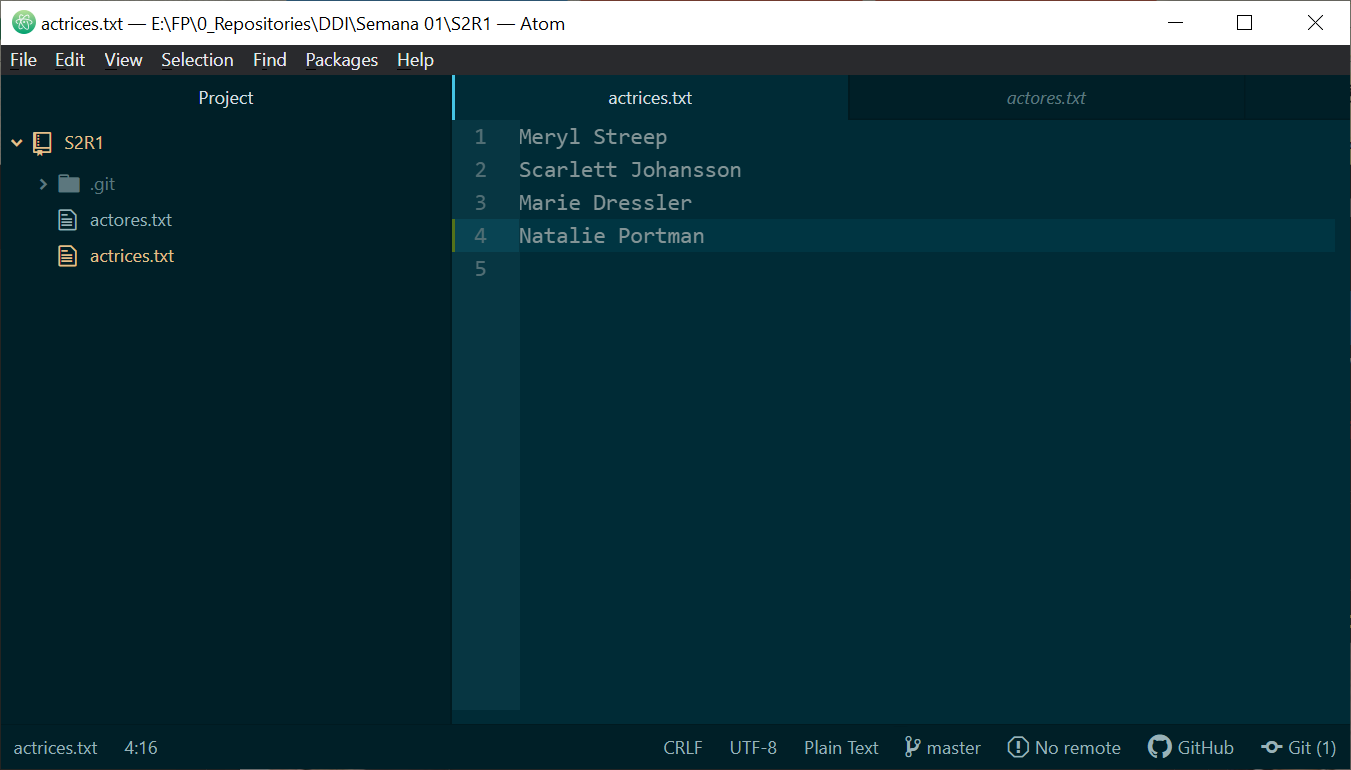 actrices.txt — E:\FP\0_Repositories\DDI\Semana 01\S2R1 — Atom
File Edit View Selection Find Packages Help
Project
S2R1
.git
actores.txt
actrices.txt
actrices.txt actores.txt
1 Meryl Streep
2 Scarlett Johansson
3 Marie Dressler
4 Natalie Portman
5
actrices.txt 4:16 CRLF UTF-8 Plain Text master No remote GitHub Git (1)